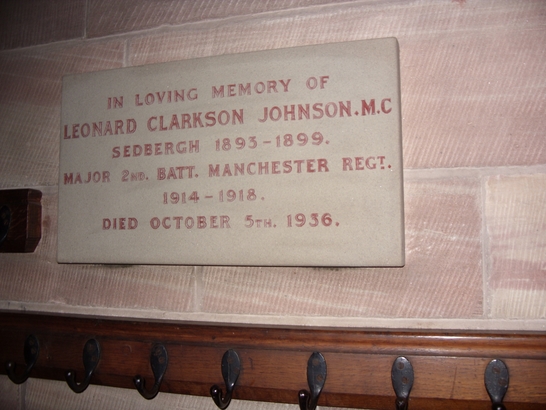 IN LOVING MEMORY OF
LEONARD CLARKSON JOHNSON.M.C
SEDBERGH 1893-1899.
MAJOR 2ND. BATT. MANCHESTER REGT.
1914-1918.
DIED OCTOBER 5TH. 1936.